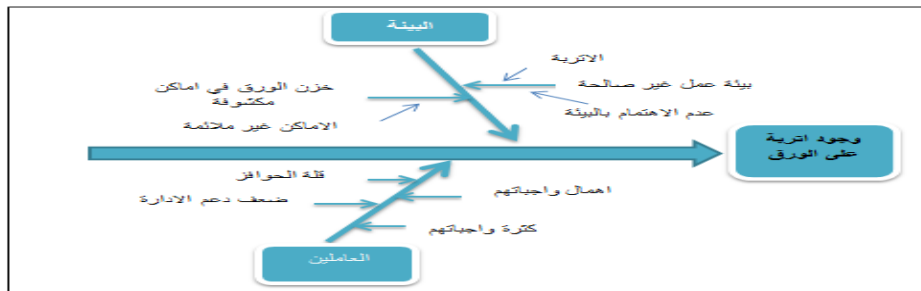 البيئة
الاتربة
بيئة عمل غير صالحة
خزن الورق في اماكن
مكشوفة
عدم الاهتمام بالبيئة
الاماكن غير ملائمة
وجود اتربة
على الورق
قلة الحوافز
اهمال واجباتهم
ضعف دعم الادارة
كثرة واجباتهم
العاملين